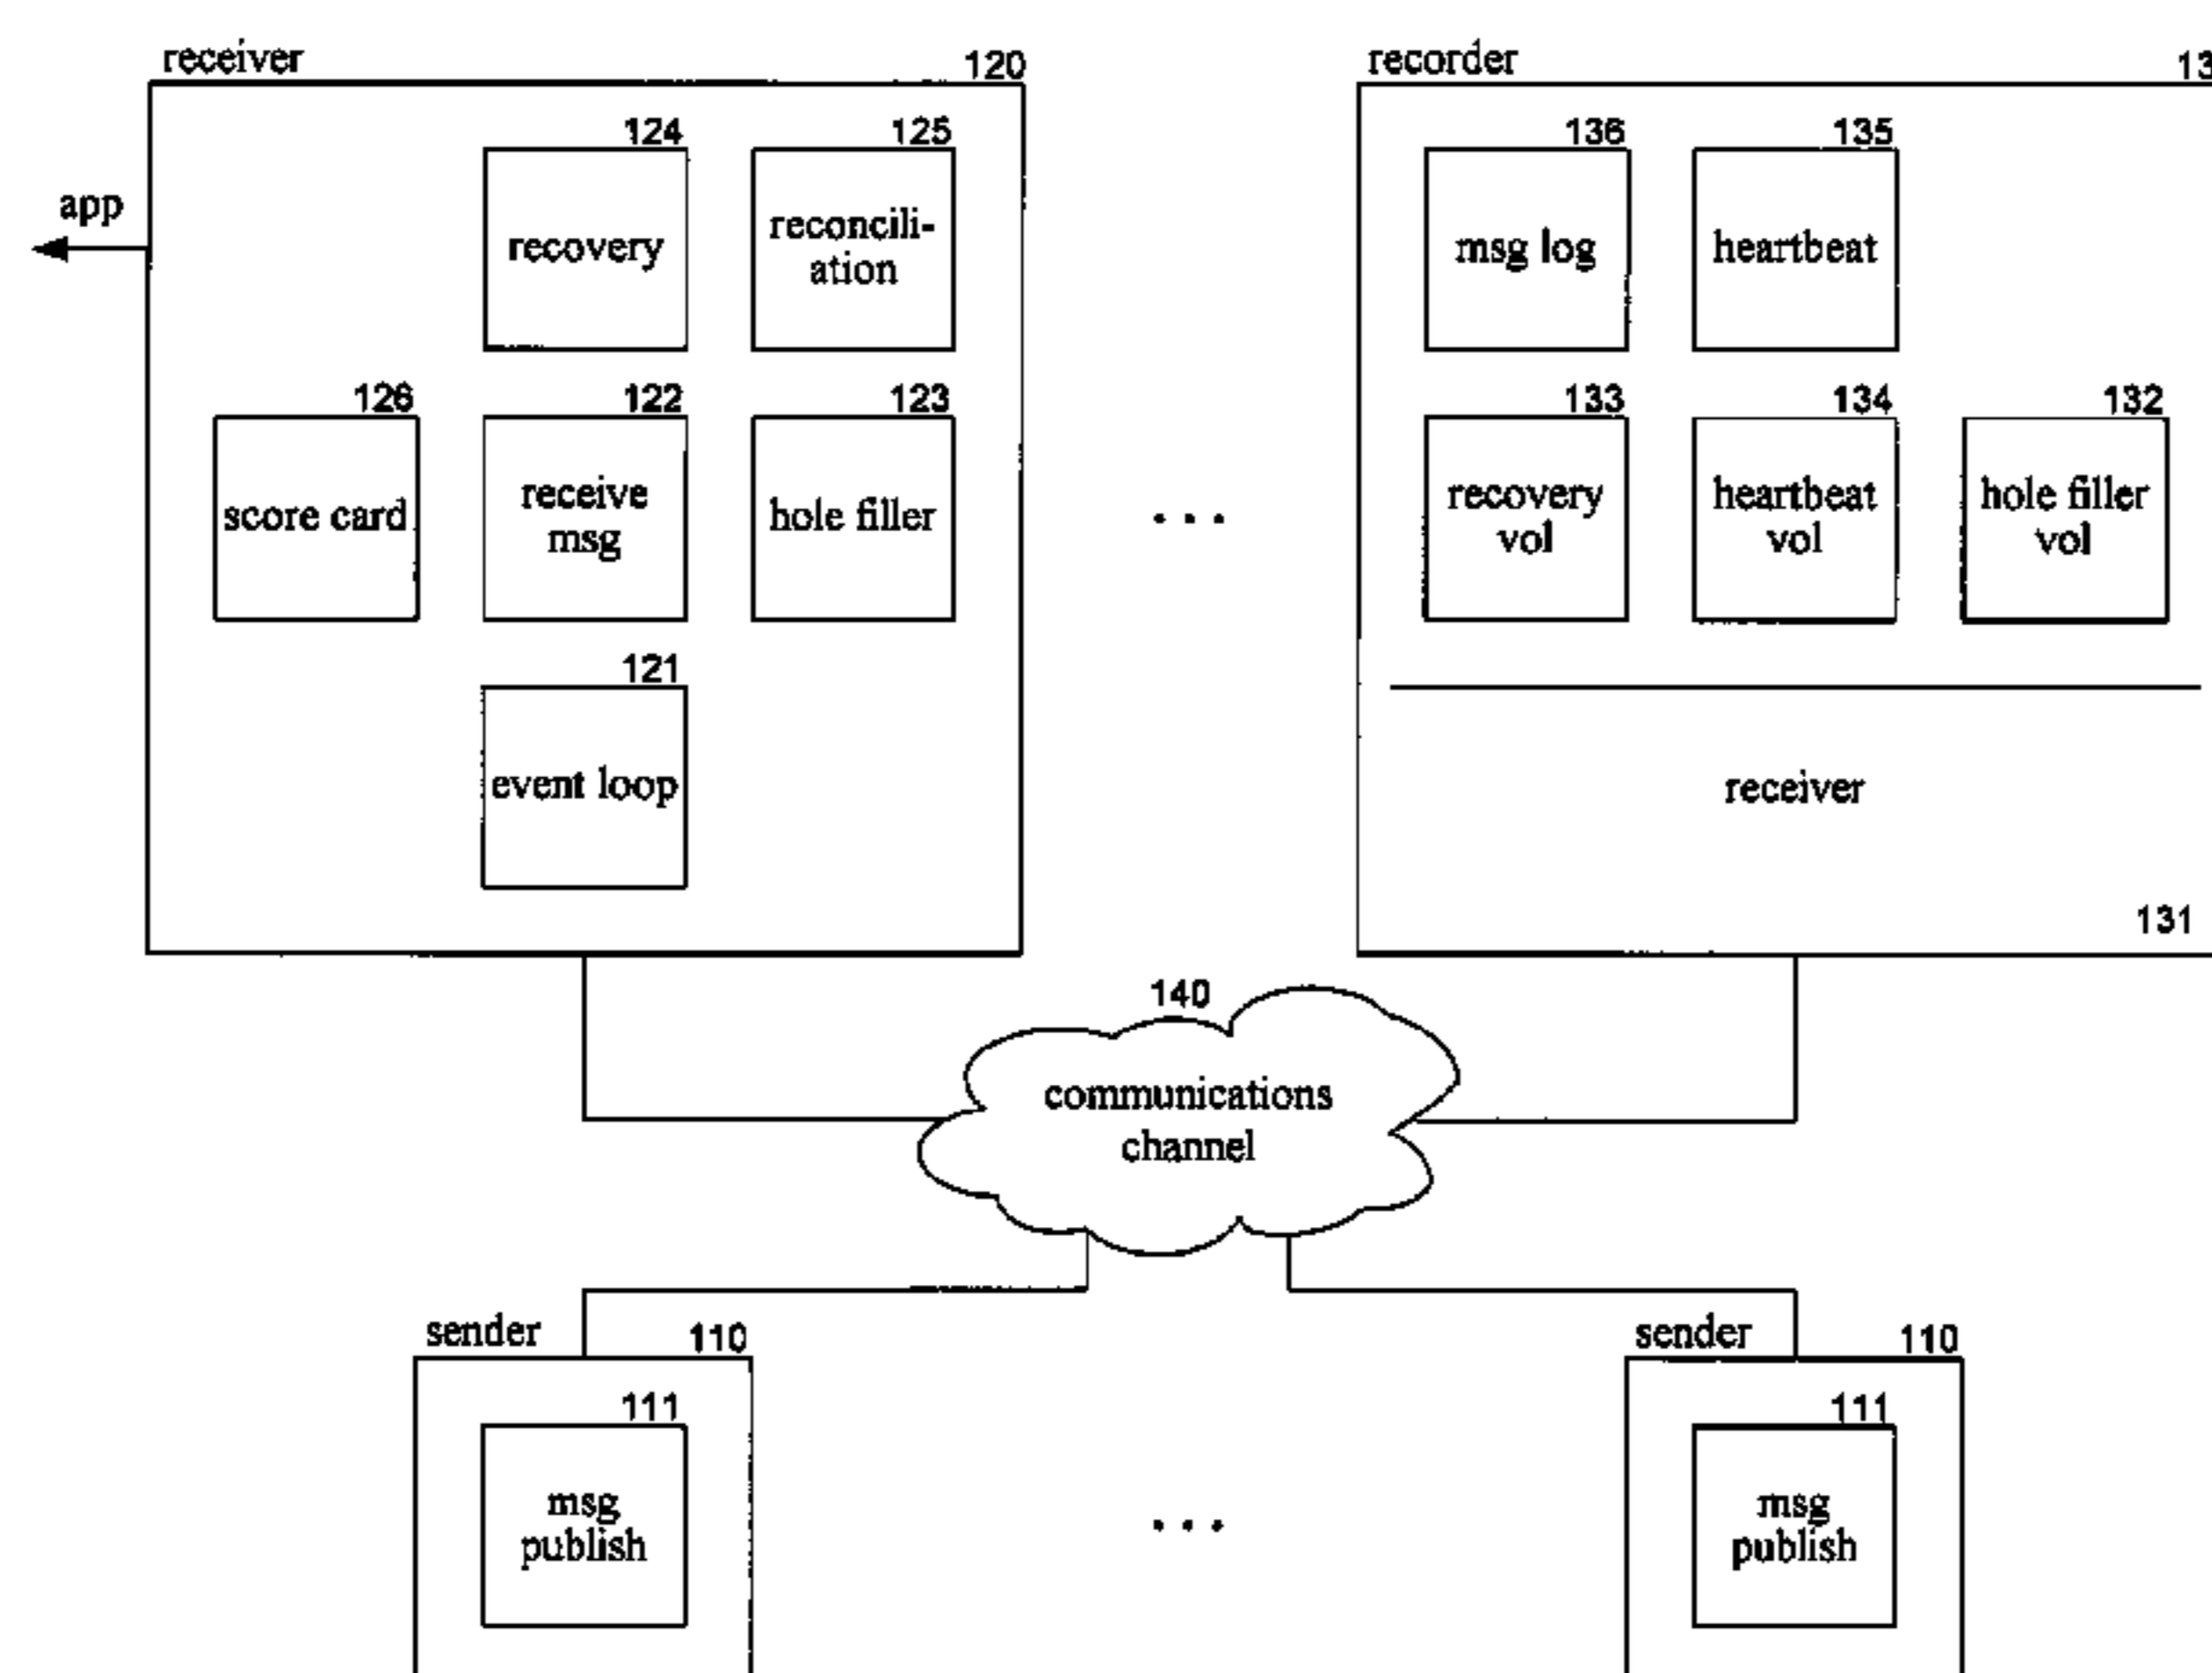 receiver
120
recorder
124
125
136
135
app
recovery
reconcili-
ation
msg log
heartbeat
126
122
123
133
134
132
score card
receive
msg
hole filler
...
recovery
vol
heartbeat
vol
hole filler
vol
121
event loop
receiver
131
140
communications
channel
sender
110
sender
110
111
111
msg
publish
...
msg
publish